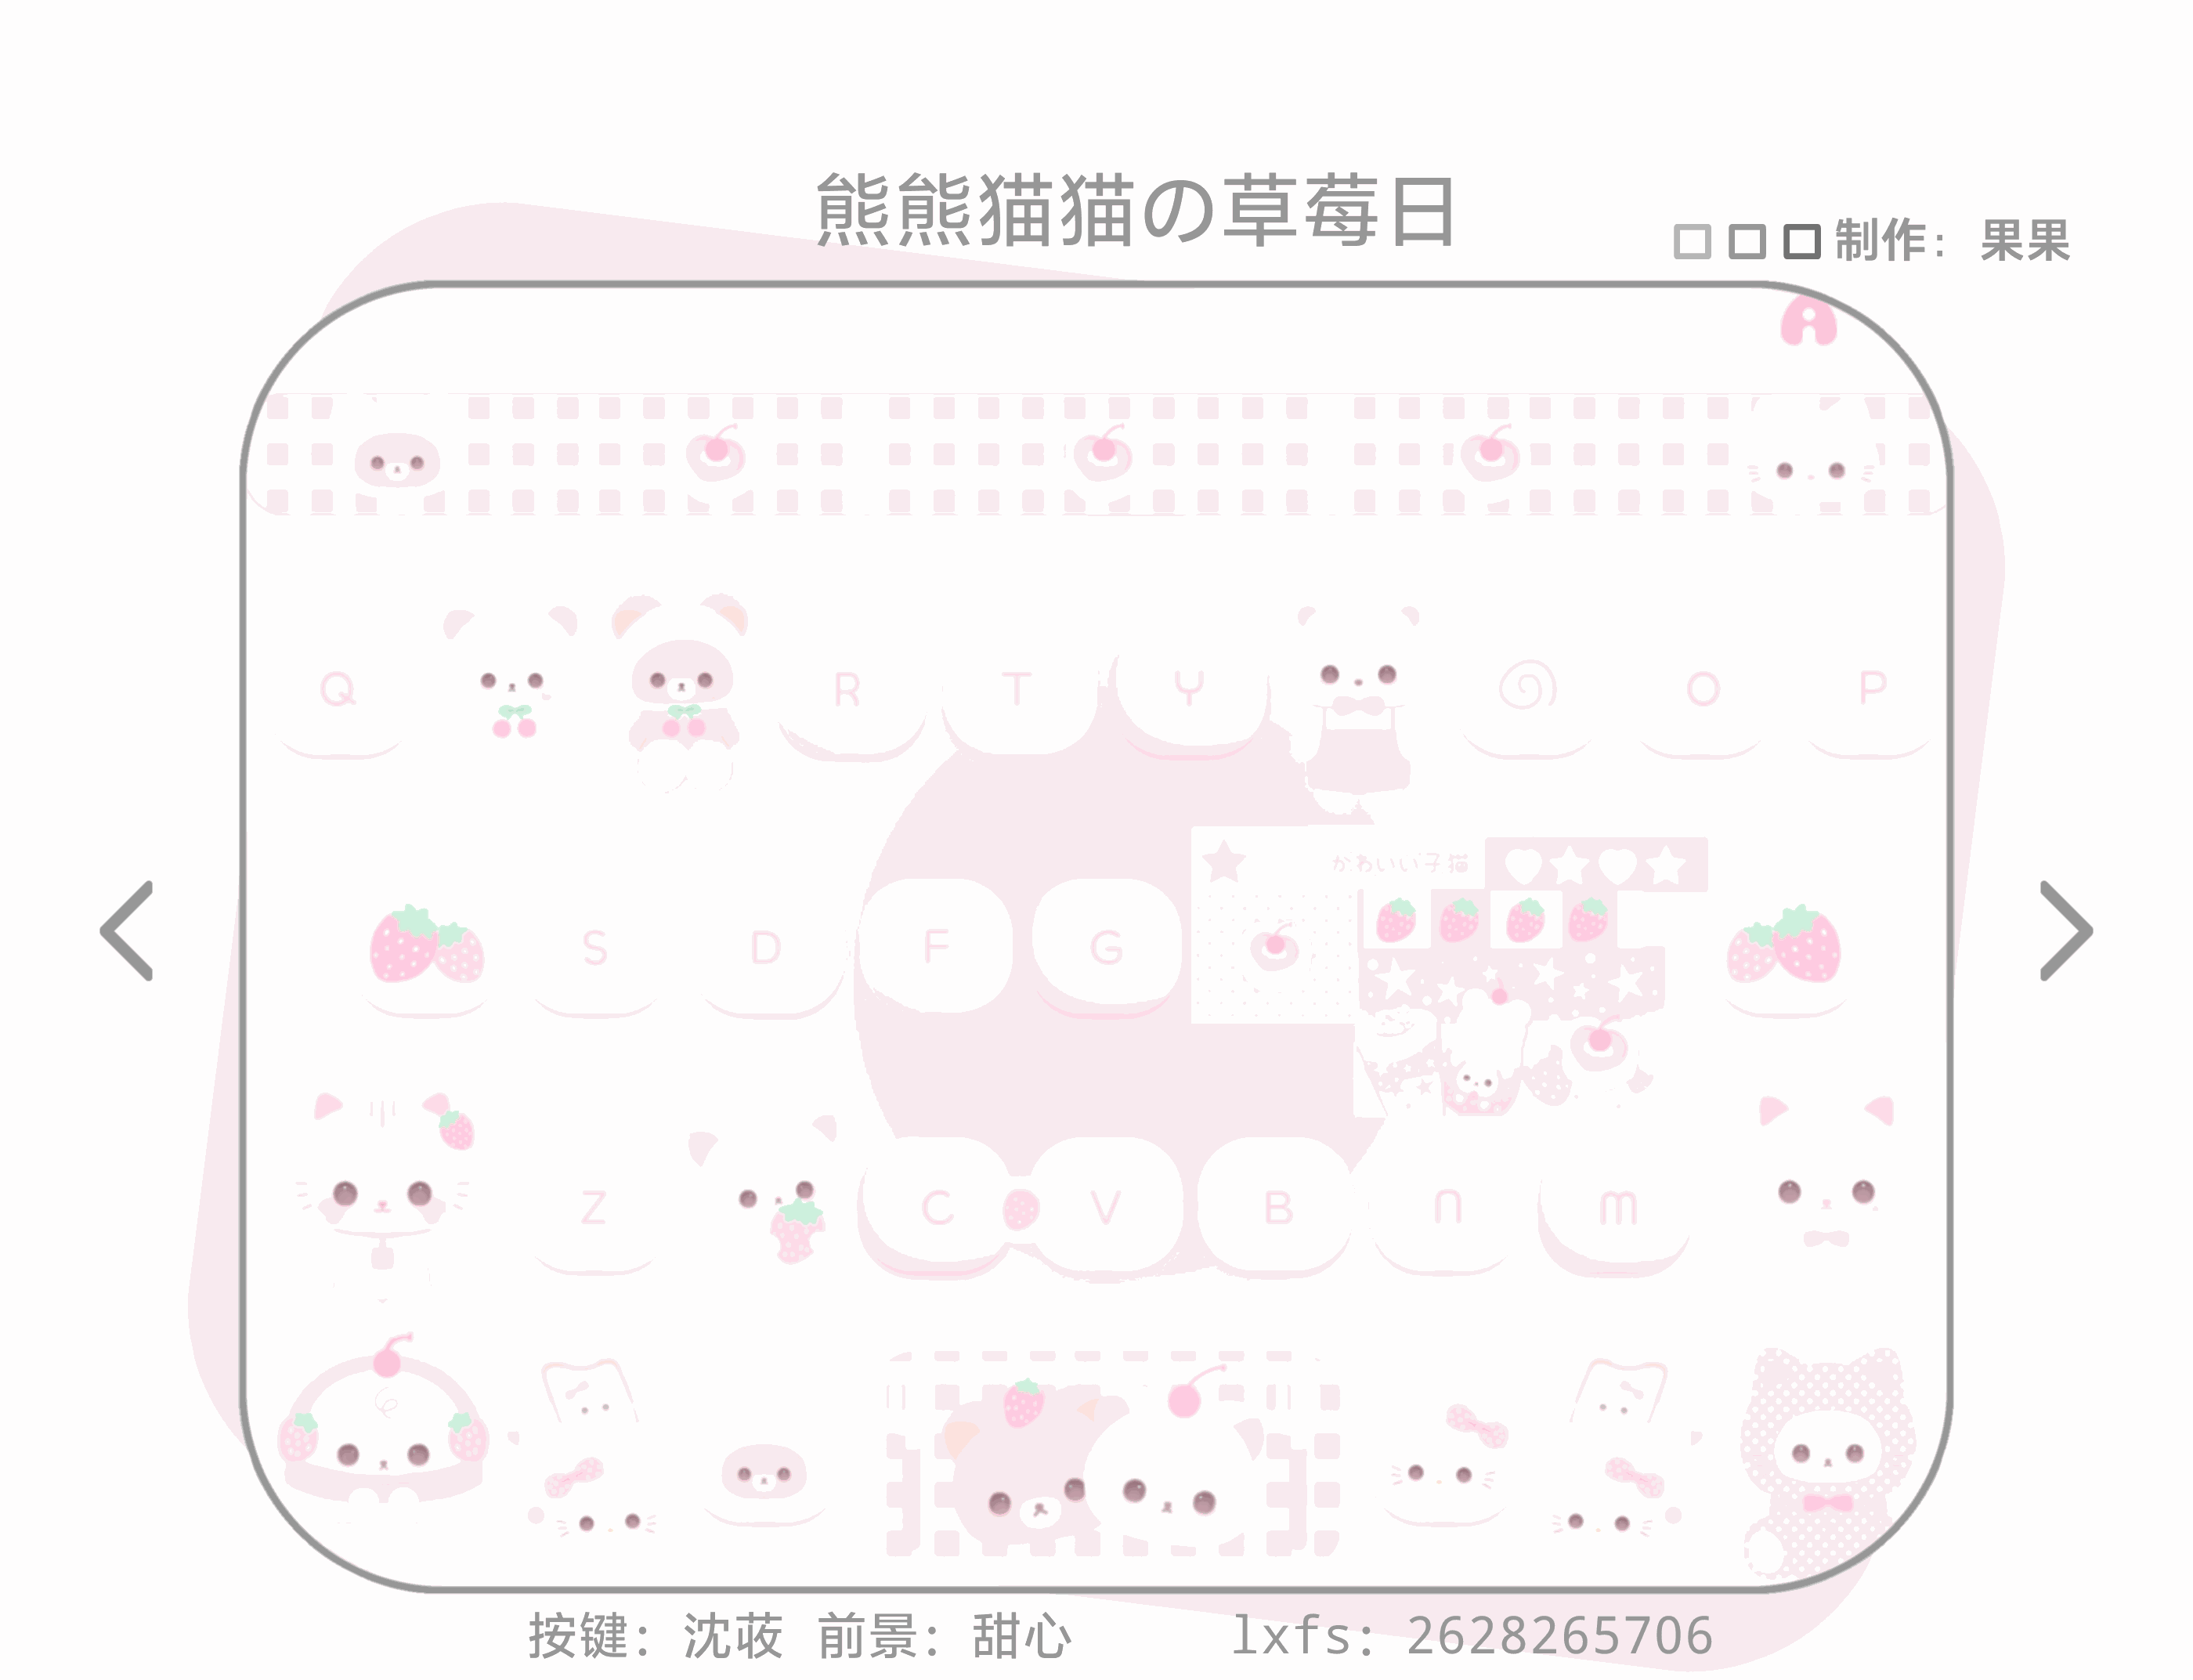 熊熊猫猫の草莓日
□□□制作：果果
A
Q R T Y O P
かわいい子猫
S D F G
Z C V B n m
按键：沈莯 前景：甜心 lxfs：2628265706